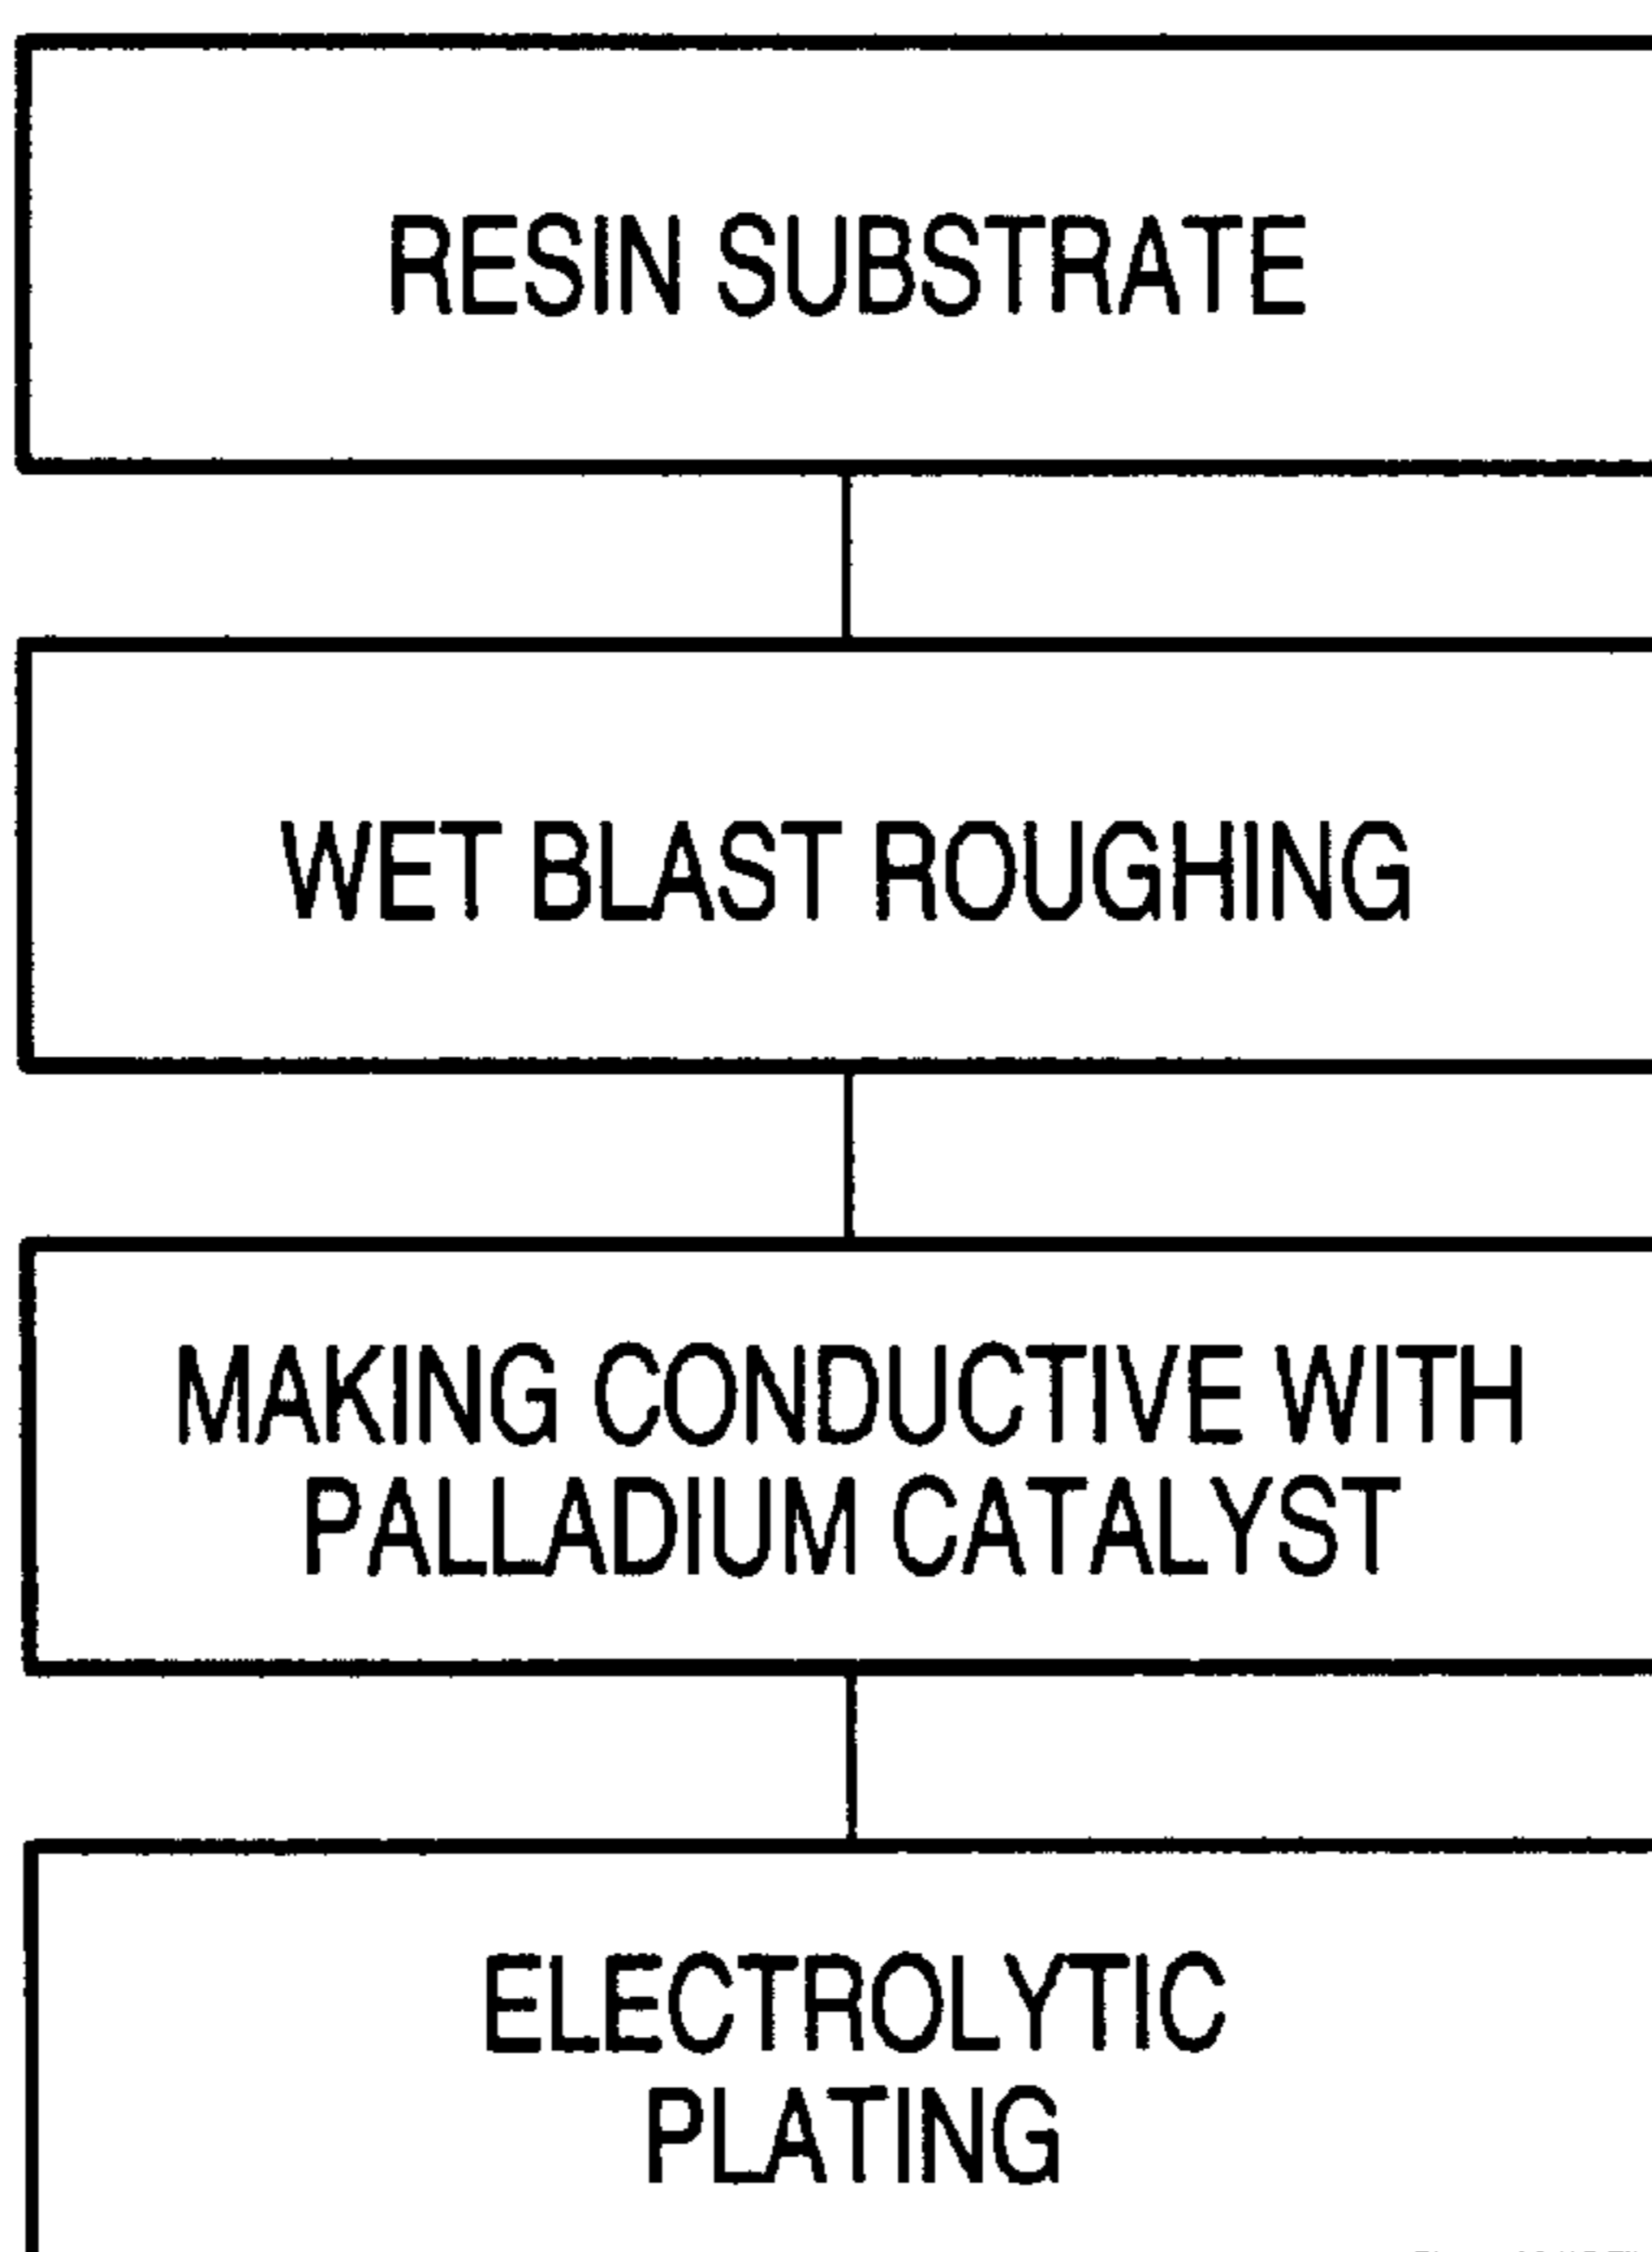 RESIN SUBSTRATE
WET BLAST ROUGHING
MAKING CONDUCTIVE WITH
PALLADIUM CATALYST
ELECTROLYTIC
PLATING